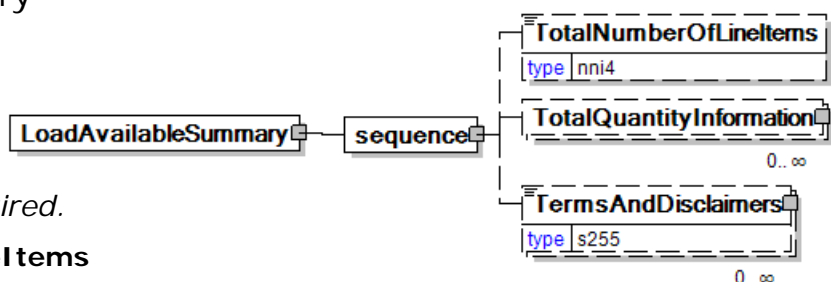 ry
TotalNumberOfLineItems
type nni4
LoadAvailableSummary
sequence
TotalQuantityInformation
0..∞
ired.
TermsAndDisclaimers
type s255
Items
0..∞